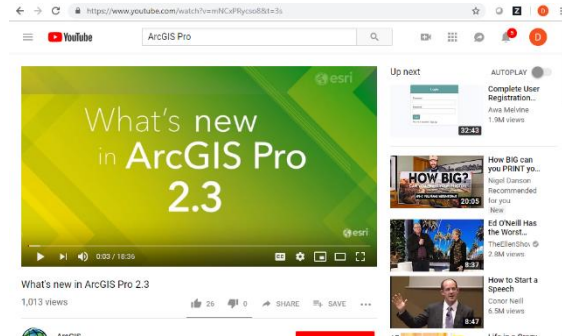 https://www.youtube.com/watch?v=mNCxPRycso8&t=3s
Z
YouTube
ArcGIS Pro
9
D
esri
What's new
in ArcGIS Pro
2.3
esri
0:03 / 18:36
What's new in ArcGIS Pro 2.3
1,013 views
26
0
SHARE
SAVE
ArcGIS
Up next
AUTOPLAY
32:43
Complete User
Registration...
Awa Melvine
1.9M views
HOW BIG?
20:05
How BIG can
you PRINT yo...
Nigel Danson
Recommended
for you
New
8:37
Ed O'Neill Has
the Worst...
TheEllenShow
2.8M views
8:47
How to Start a
Speech
Conor Neill
6.5M views